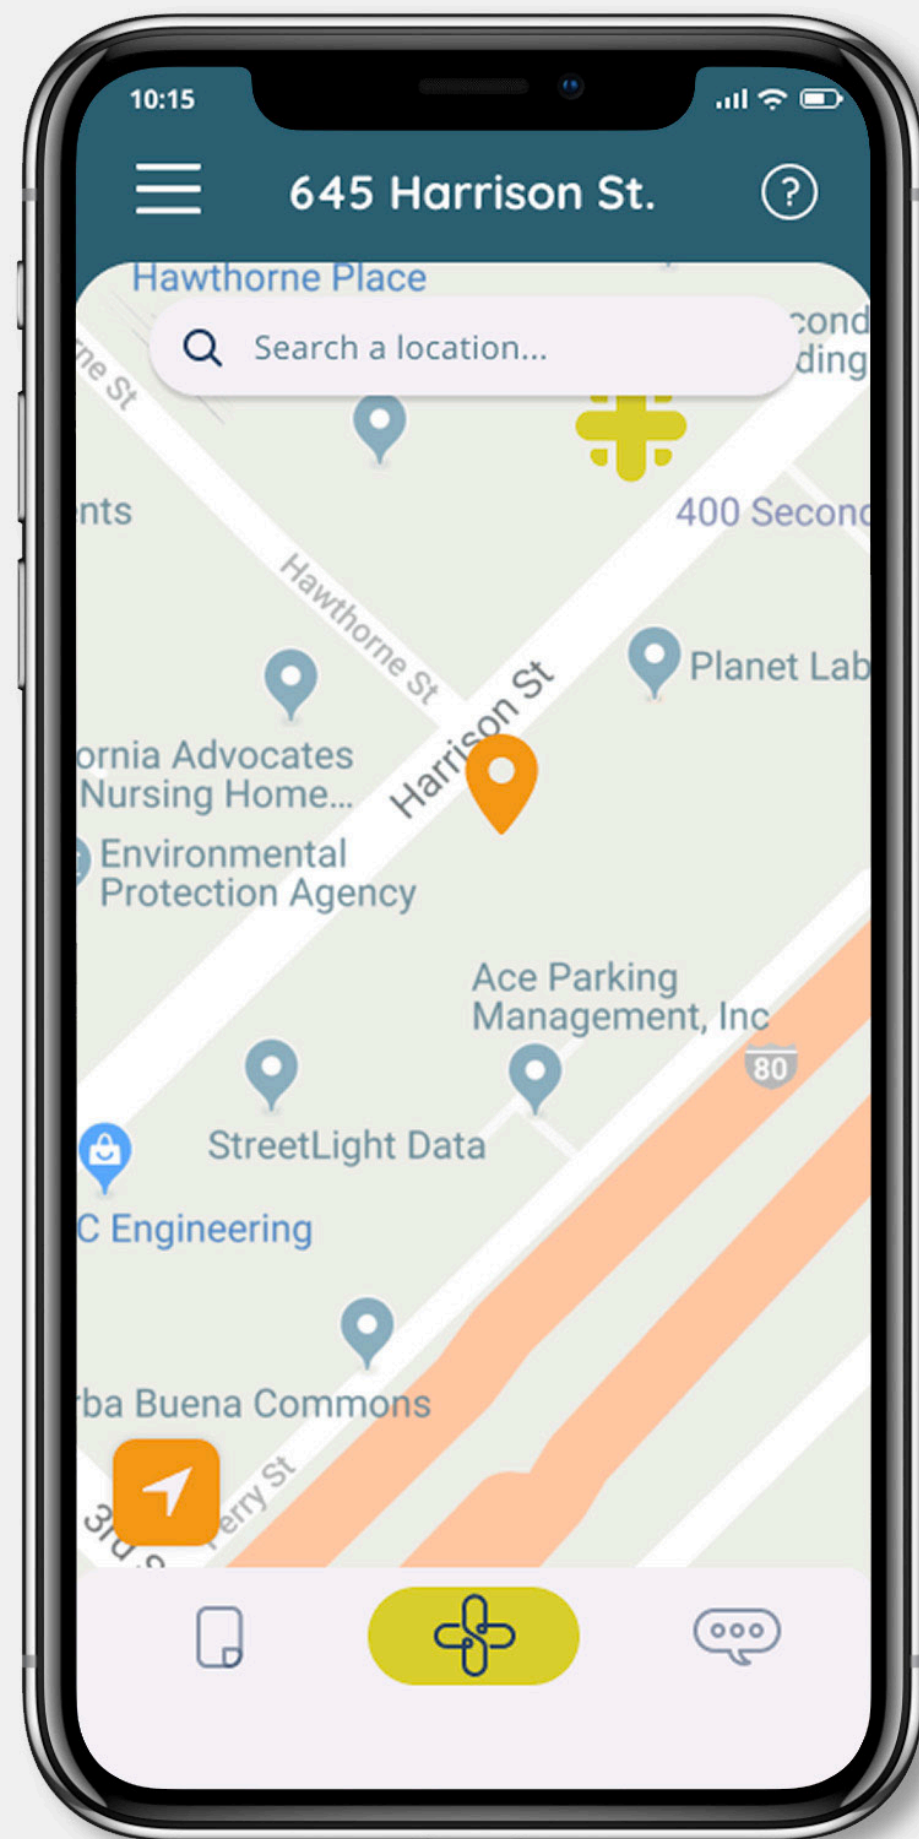 10:15
645 Harrison St.
Hawthorne Place
Search a location...
cond
ding
rne St
nts
400 Second
Hawthorne St
Harrison St
Planet Lab
ornia Advocates
Nursing Home...
Environmental
Protection Agency
Ace Parking
Management, Inc
80
StreetLight Data
C Engineering
rba Buena Commons
erry St
3rd S